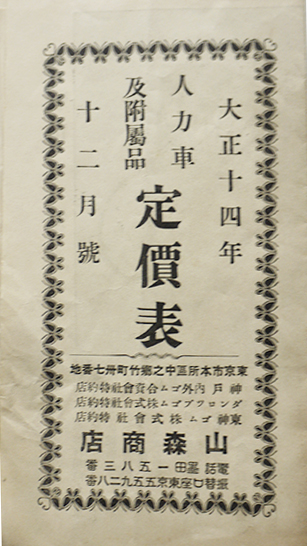 大正十四年
人力車
及附屬品
定價表
十二月號
東京市本所區中之郷竹町卅七番地
神戸内外ゴム合資會社特約店
ダンロップゴム株式會社特約店
東神ゴム株式會社特約店
山森商店
電話墨田一五八三番
振替口座東京五五九二八番